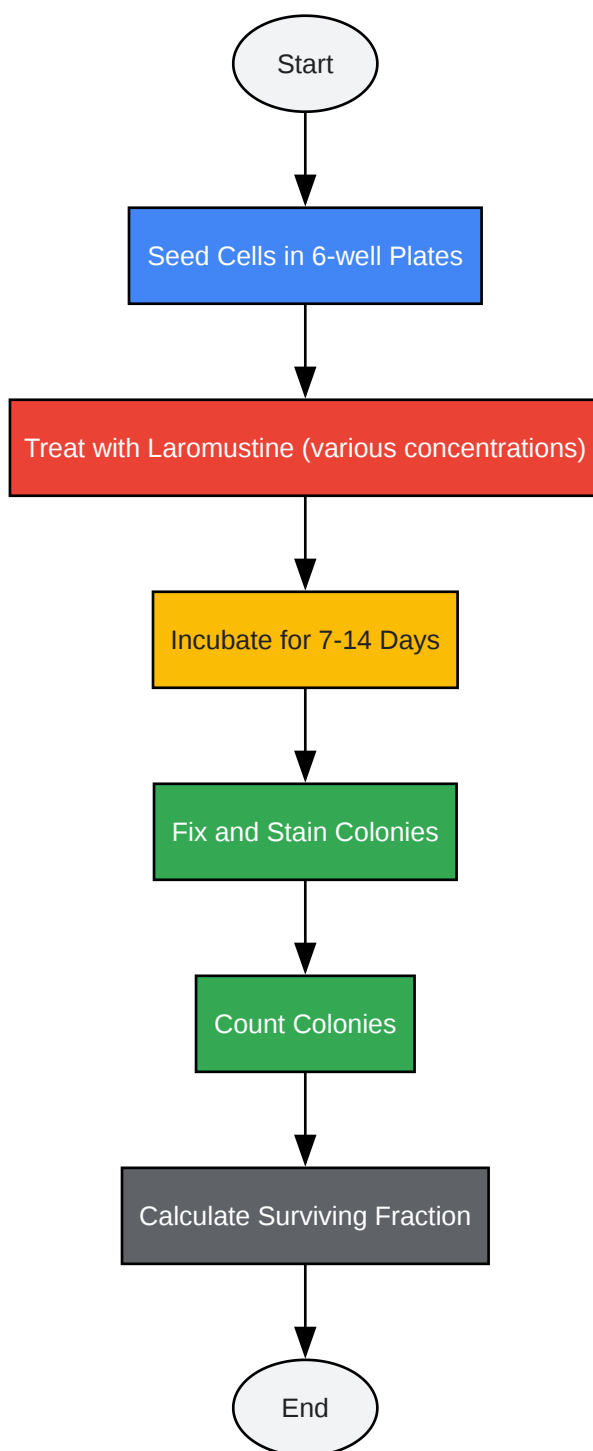 Start
Seed Cells in 6-well Plates
Treat with Laromustine (various concentrations)
Incubate for 7-14 Days
Fix and Stain Colonies
Count Colonies
Calculate Surviving Fraction
End